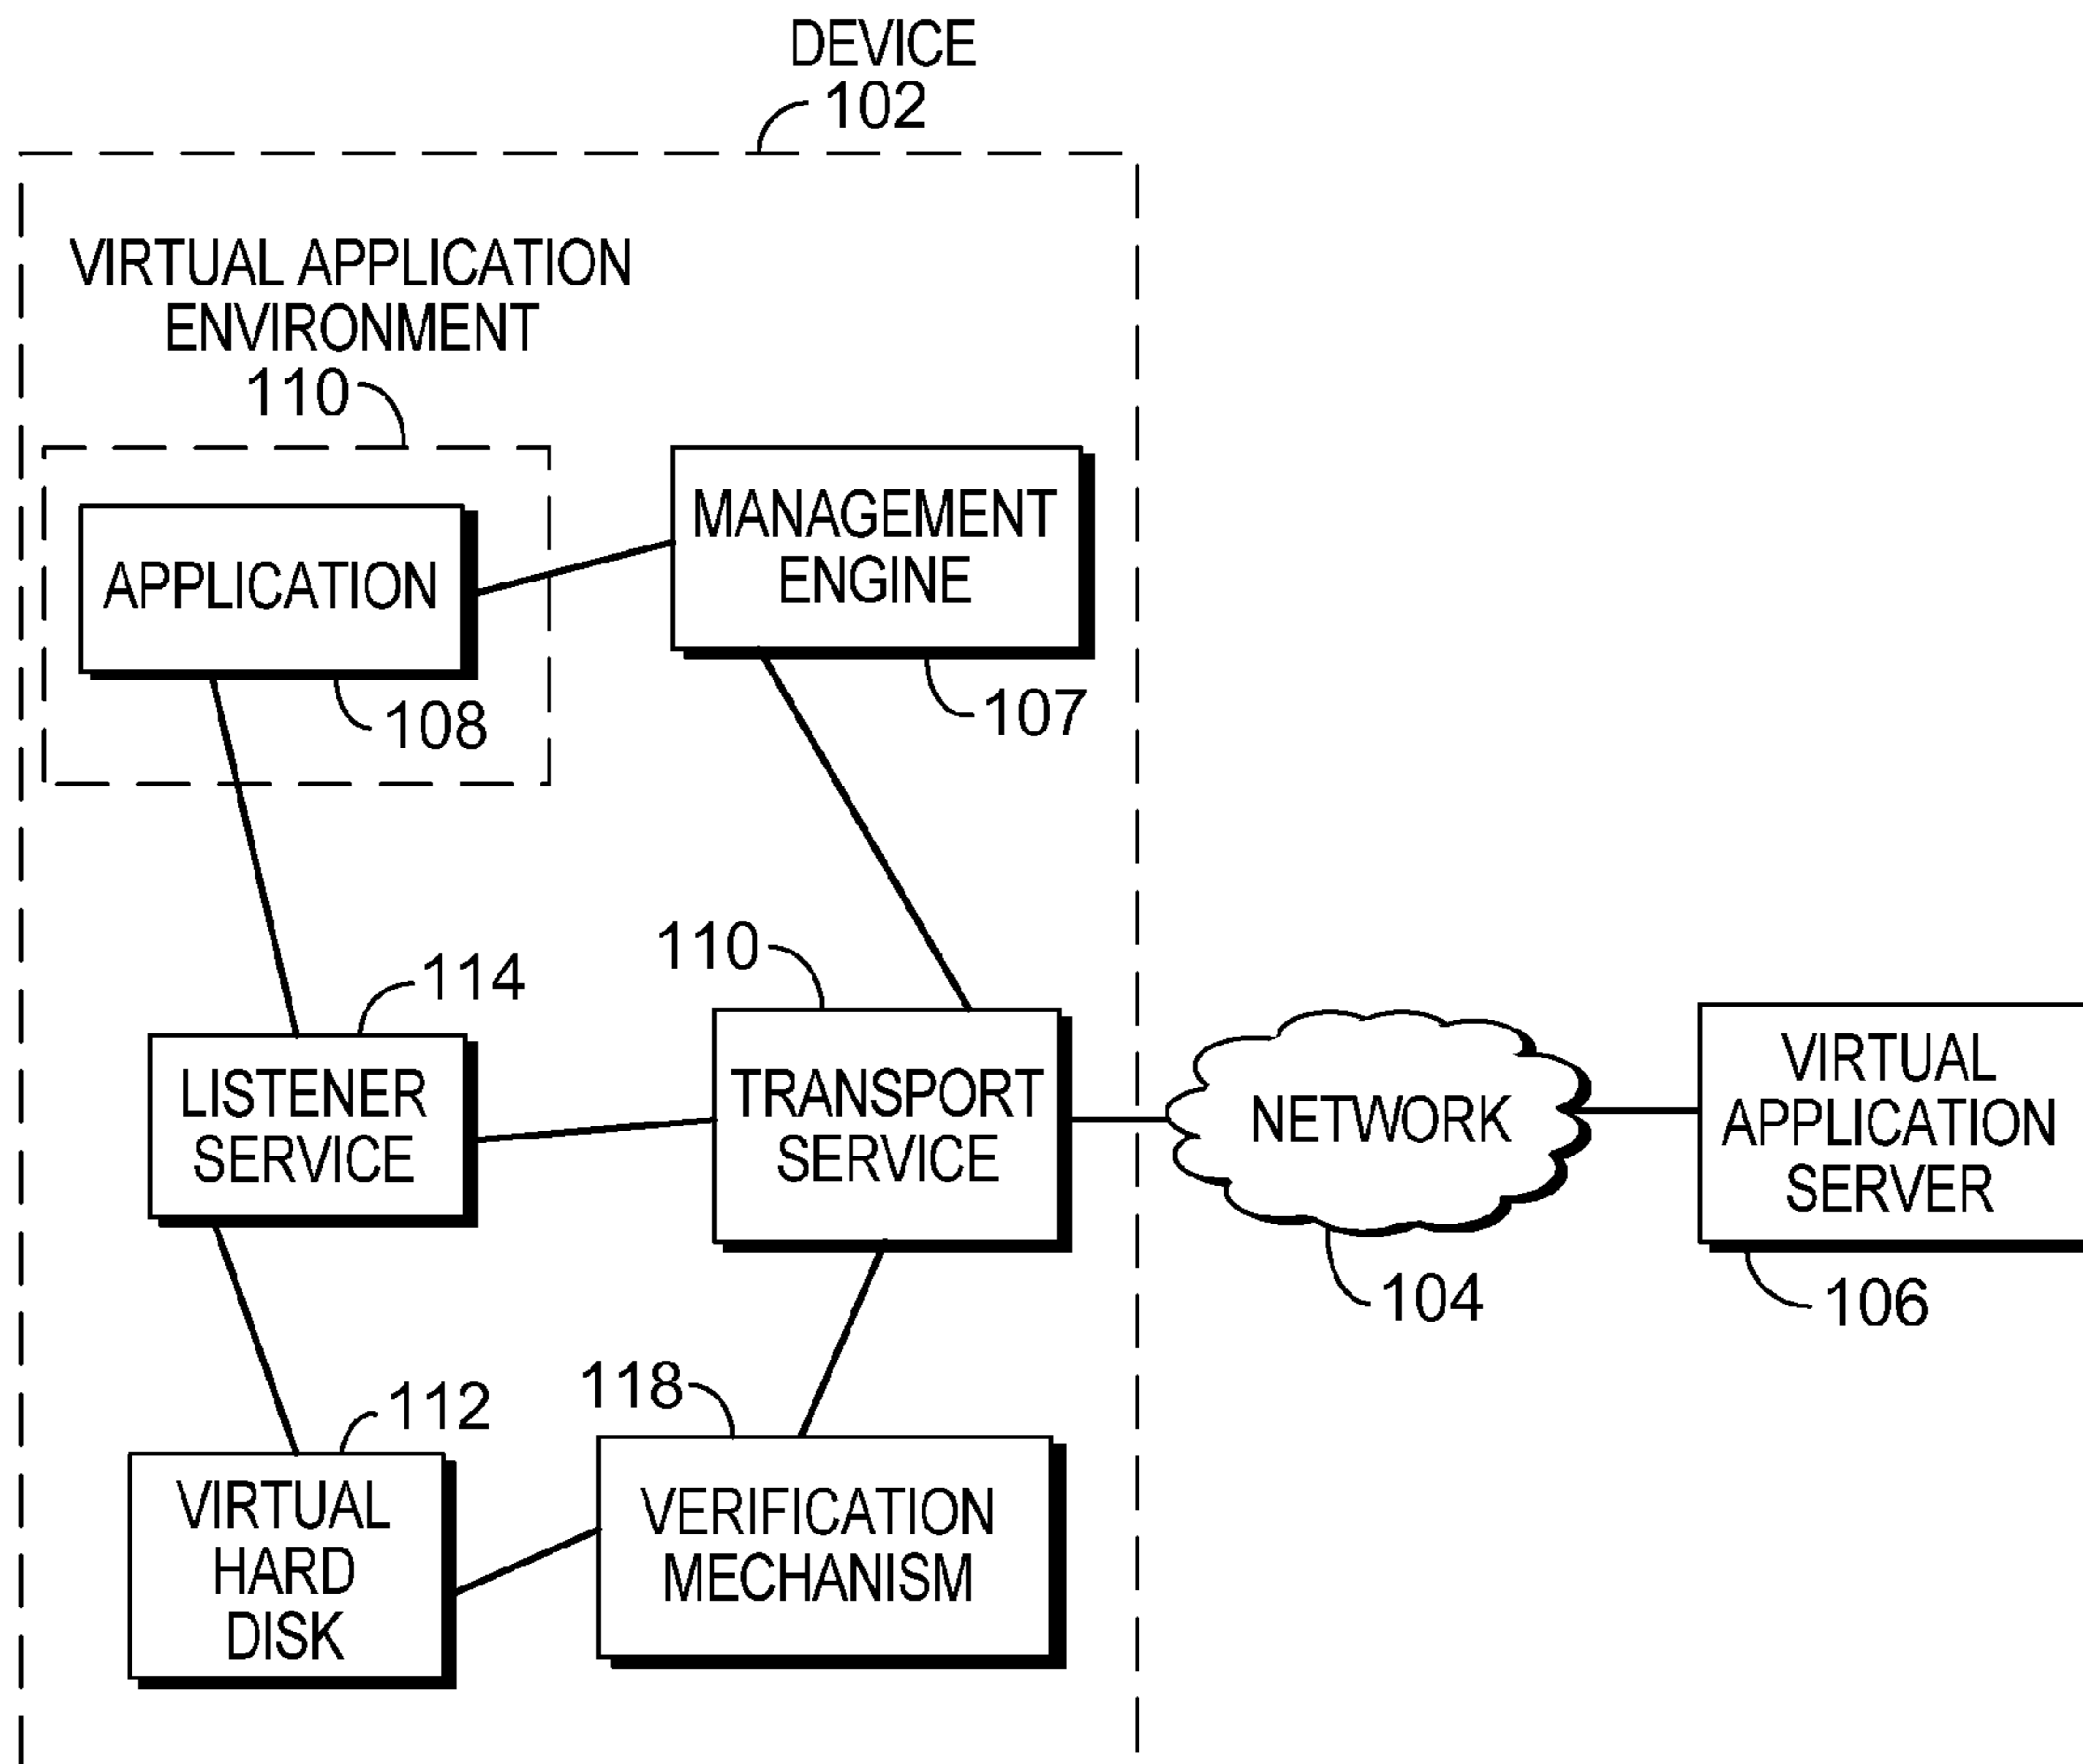 DEVICE
102
VIRTUAL APPLICATION
ENVIRONMENT
110
APPLICATION
108
MANAGEMENT
ENGINE
107
114
LISTENER
SERVICE
110
TRANSPORT
SERVICE
NETWORK
104
VIRTUAL
APPLICATION
SERVER
106
112
VIRTUAL
HARD
DISK
118
VERIFICATION
MECHANISM